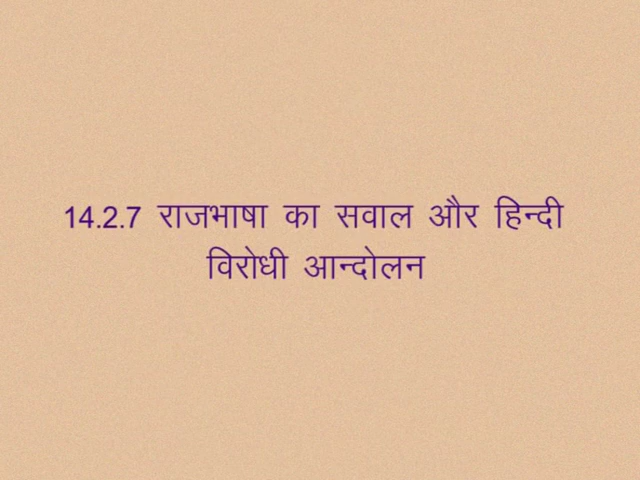 14.2.7 राजभाषा का सवाल और हिन्दी
विरोधी आन्दोलन